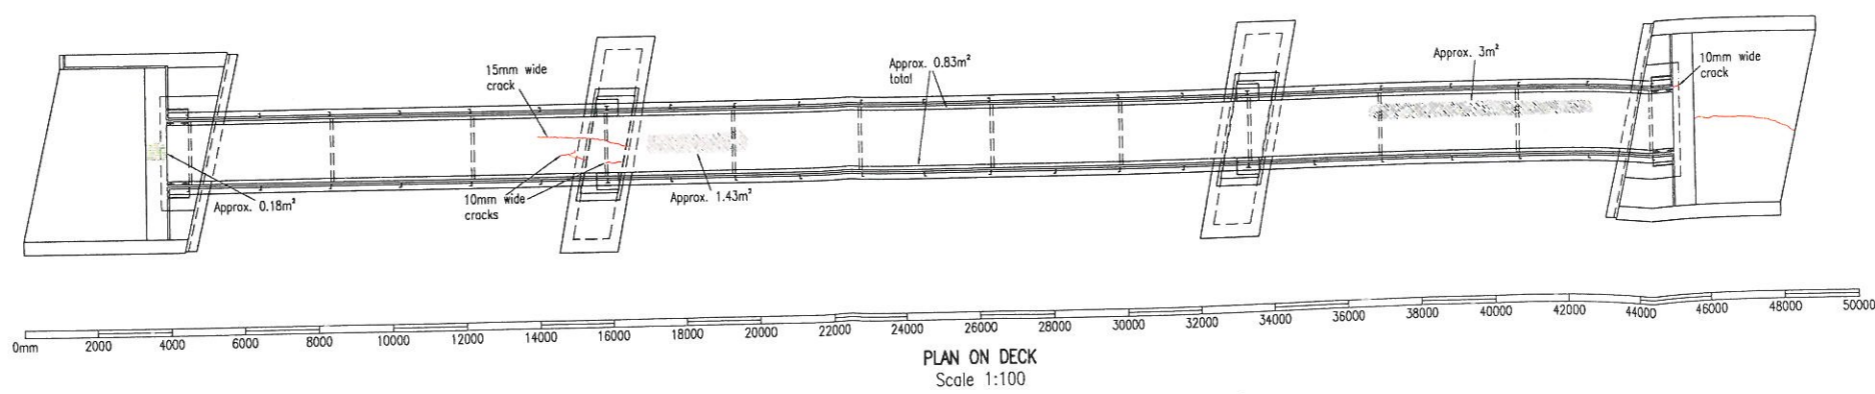 15mm wide
crack
Approx. 0.83m²
total
Approx. 3m²
10mm wide
crack
Approx. 0.18m²
10mm wide
cracks
Approx. 1.43m²
0mm 2000 4000 6000 8000 10000 12000 14000 16000 18000 20000 22000 24000 26000 28000 30000 32000 34000 36000 38000 40000 42000 44000 46000 48000 50000
PLAN ON DECK
Scale 1:100